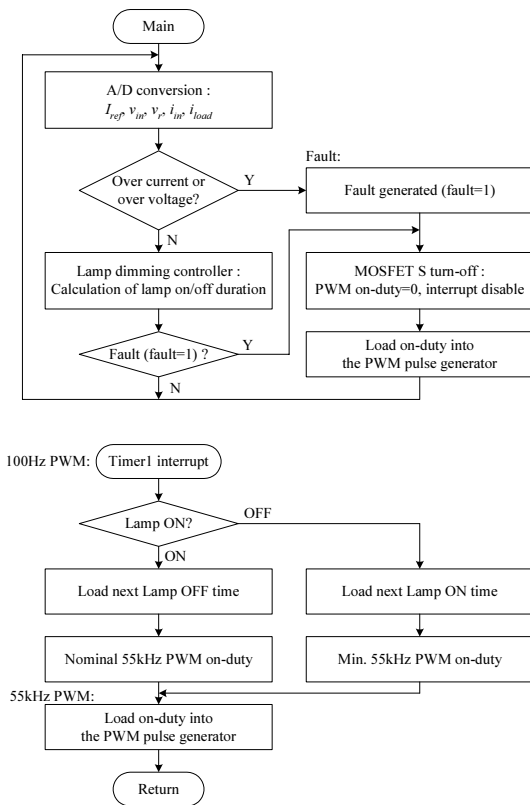 Main
A/D conversion :
I_ref, v_in, v_r, i_in, i_load
Over current or
over voltage?
Y
N
Fault:
Fault generated (fault=1)
Lamp dimming controller :
Calculation of lamp on/off duration
MOSFET S turn-off :
PWM on-duty=0, interrupt disable
Fault (fault=1) ?
Y
N
Load on-duty into
the PWM pulse generator
100Hz PWM:
Timer1 interrupt
Lamp ON?
OFF
ON
Load next Lamp OFF time
Load next Lamp ON time
Nominal 55kHz PWM on-duty
Min. 55kHz PWM on-duty
55kHz PWM:
Load on-duty into
the PWM pulse generator
Return